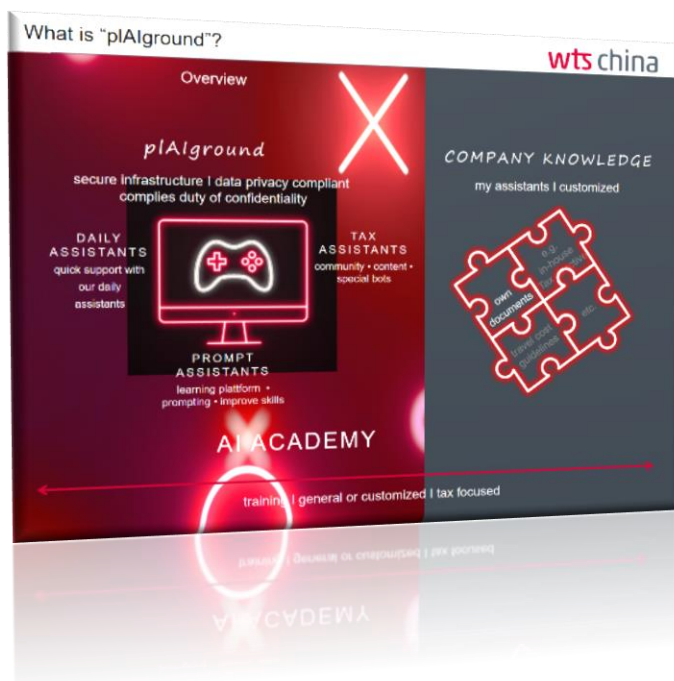 What is "plAIground"?
wts china
Overview
plAIground
secure infrastructure I data privacy compliant
complies duty of confidentiality
DAILY
ASSISTANTS
quick support with
our daily
assistants
TAX
ASSISTANTS
community • content •
special bots
PROMPT
ASSISTANTS
learning plattform •
prompting • improve skills
COMPANY KNOWLEDGE
my assistants I customized
own
documents
e.g.
in-house
Tax
etc.
travel cost
guidelines
AI ACADEMY
training I general or customized I tax focused